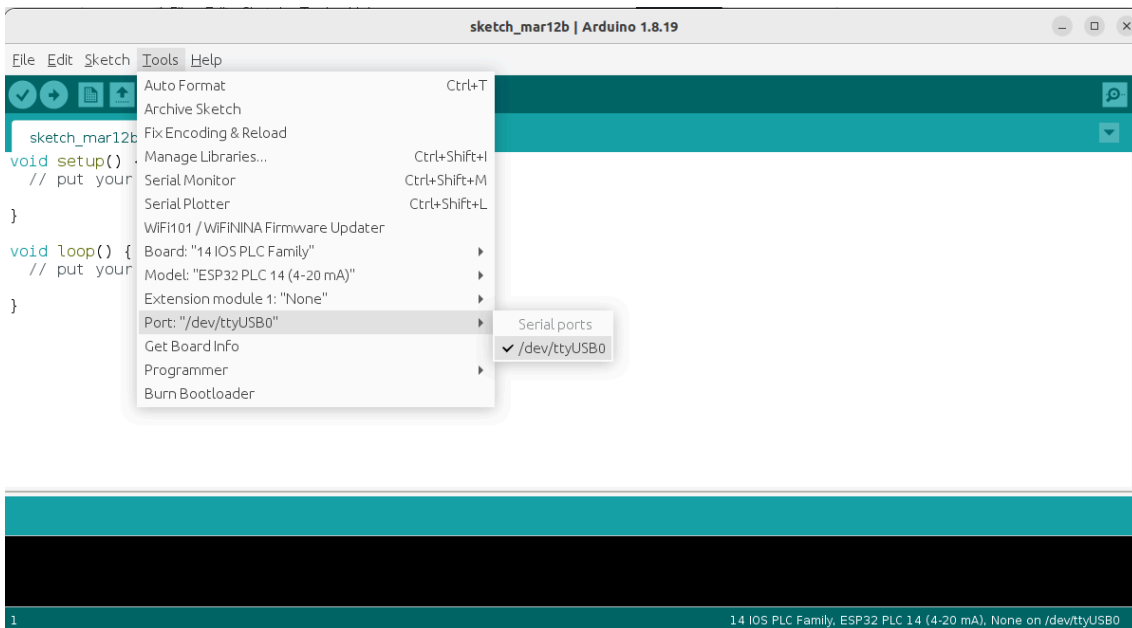 sketch_mar12b | Arduino 1.8.19
File Edit Sketch Tools Help
sketch_mar12b
void setup() {
// put your
}
void loop() {
// put your
}
Auto Format Ctrl+T
Archive Sketch
Fix Encoding & Reload
Manage Libraries... Ctrl+Shift+I
Serial Monitor Ctrl+Shift+M
Serial Plotter Ctrl+Shift+L
WiFi101 / WiFiNINA Firmware Updater
Board: "14 IOS PLC Family"
Model: "ESP32 PLC 14 (4-20 mA)"
Extension module 1: "None"
Port: "/dev/ttyUSB0"
Get Board Info
Programmer
Burn Bootloader
Serial ports
/dev/ttyUSB0
1 14 IOS PLC Family, ESP32 PLC 14 (4-20 mA), None on /dev/ttyUSB0